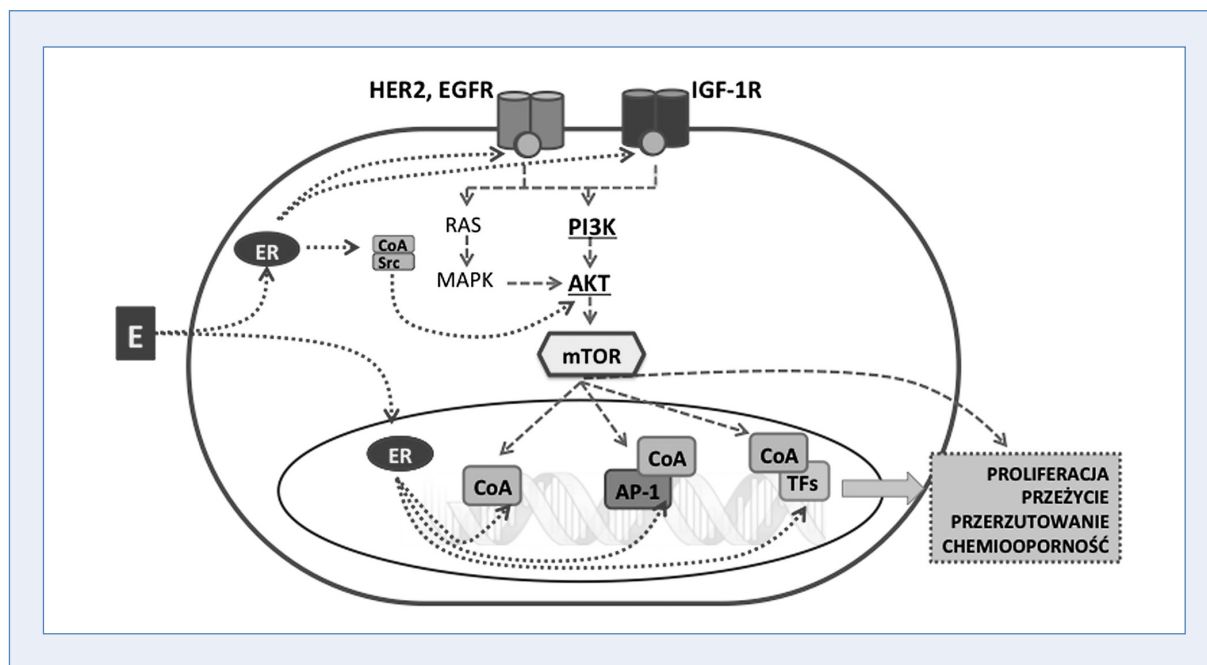 HER2, EGFR
IGF-1R
RAS
PI3K
ER
CoA
Src
MAPK
AKT
E
mTOR
ER
CoA
CoA
AP-1
CoA
TFs
PROLIFERACJA
PRZEŻYCIE
PRZERZUTOWANIE
CHEMIOOPORNOŚĆ